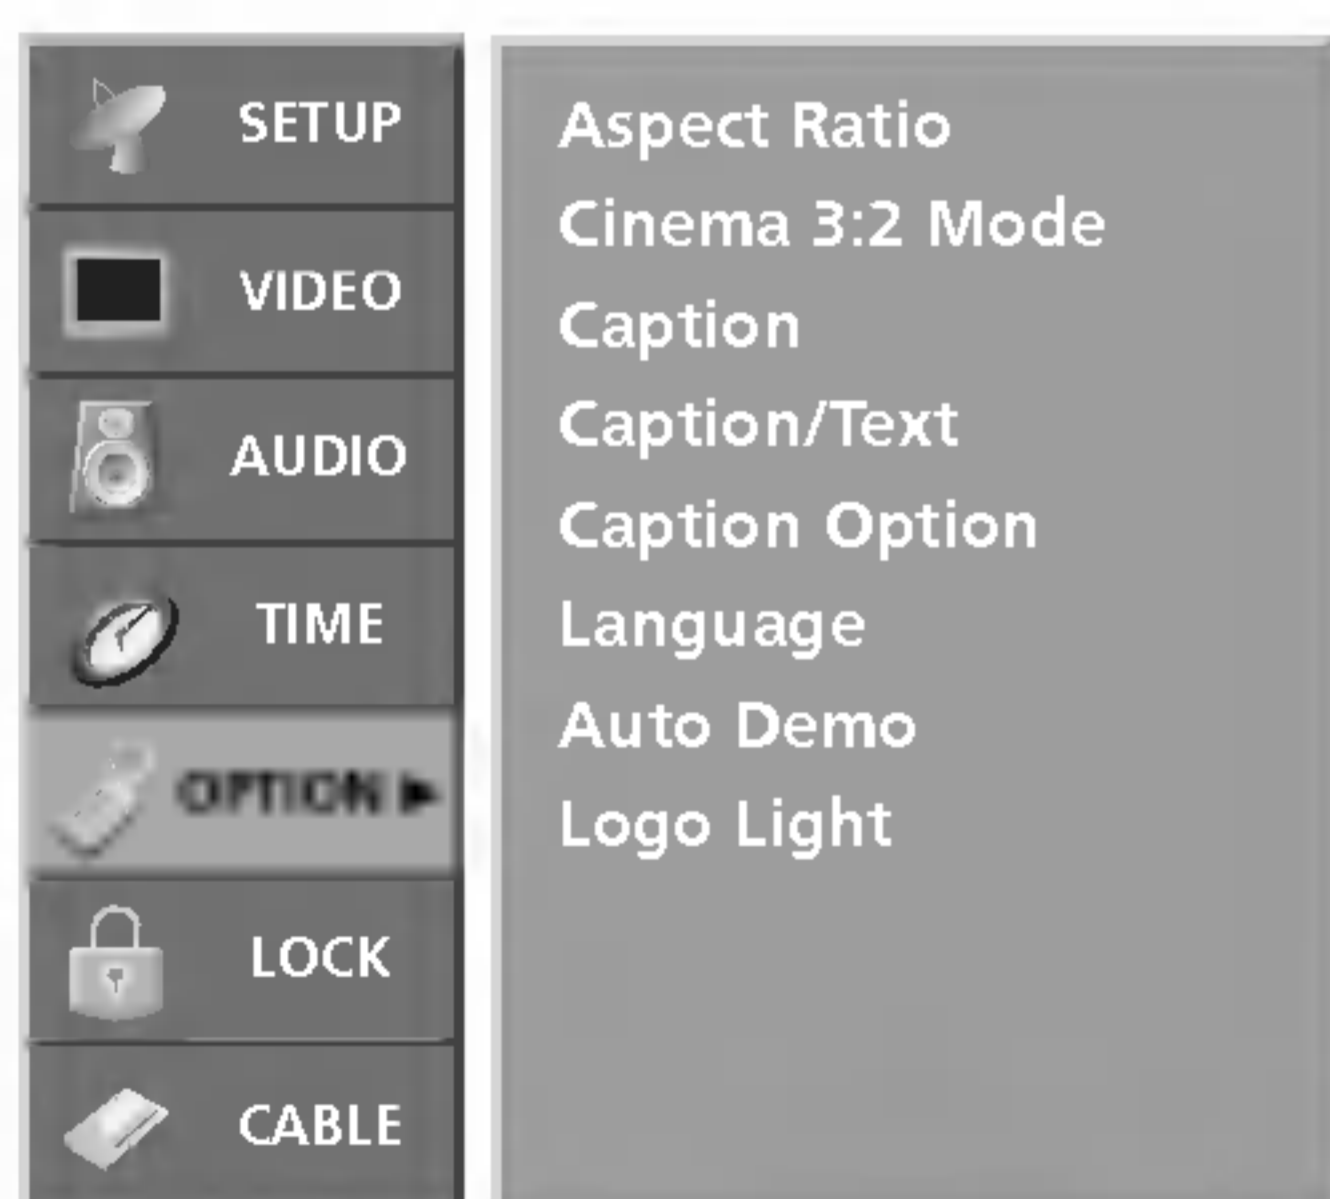 SETUP
VIDEO
AUDIO
TIME
OPTION ►
LOCK
CABLE
Aspect Ratio
Cinema 3:2 Mode
Caption
Caption/Text
Caption Option
Language
Auto Demo
Logo Light